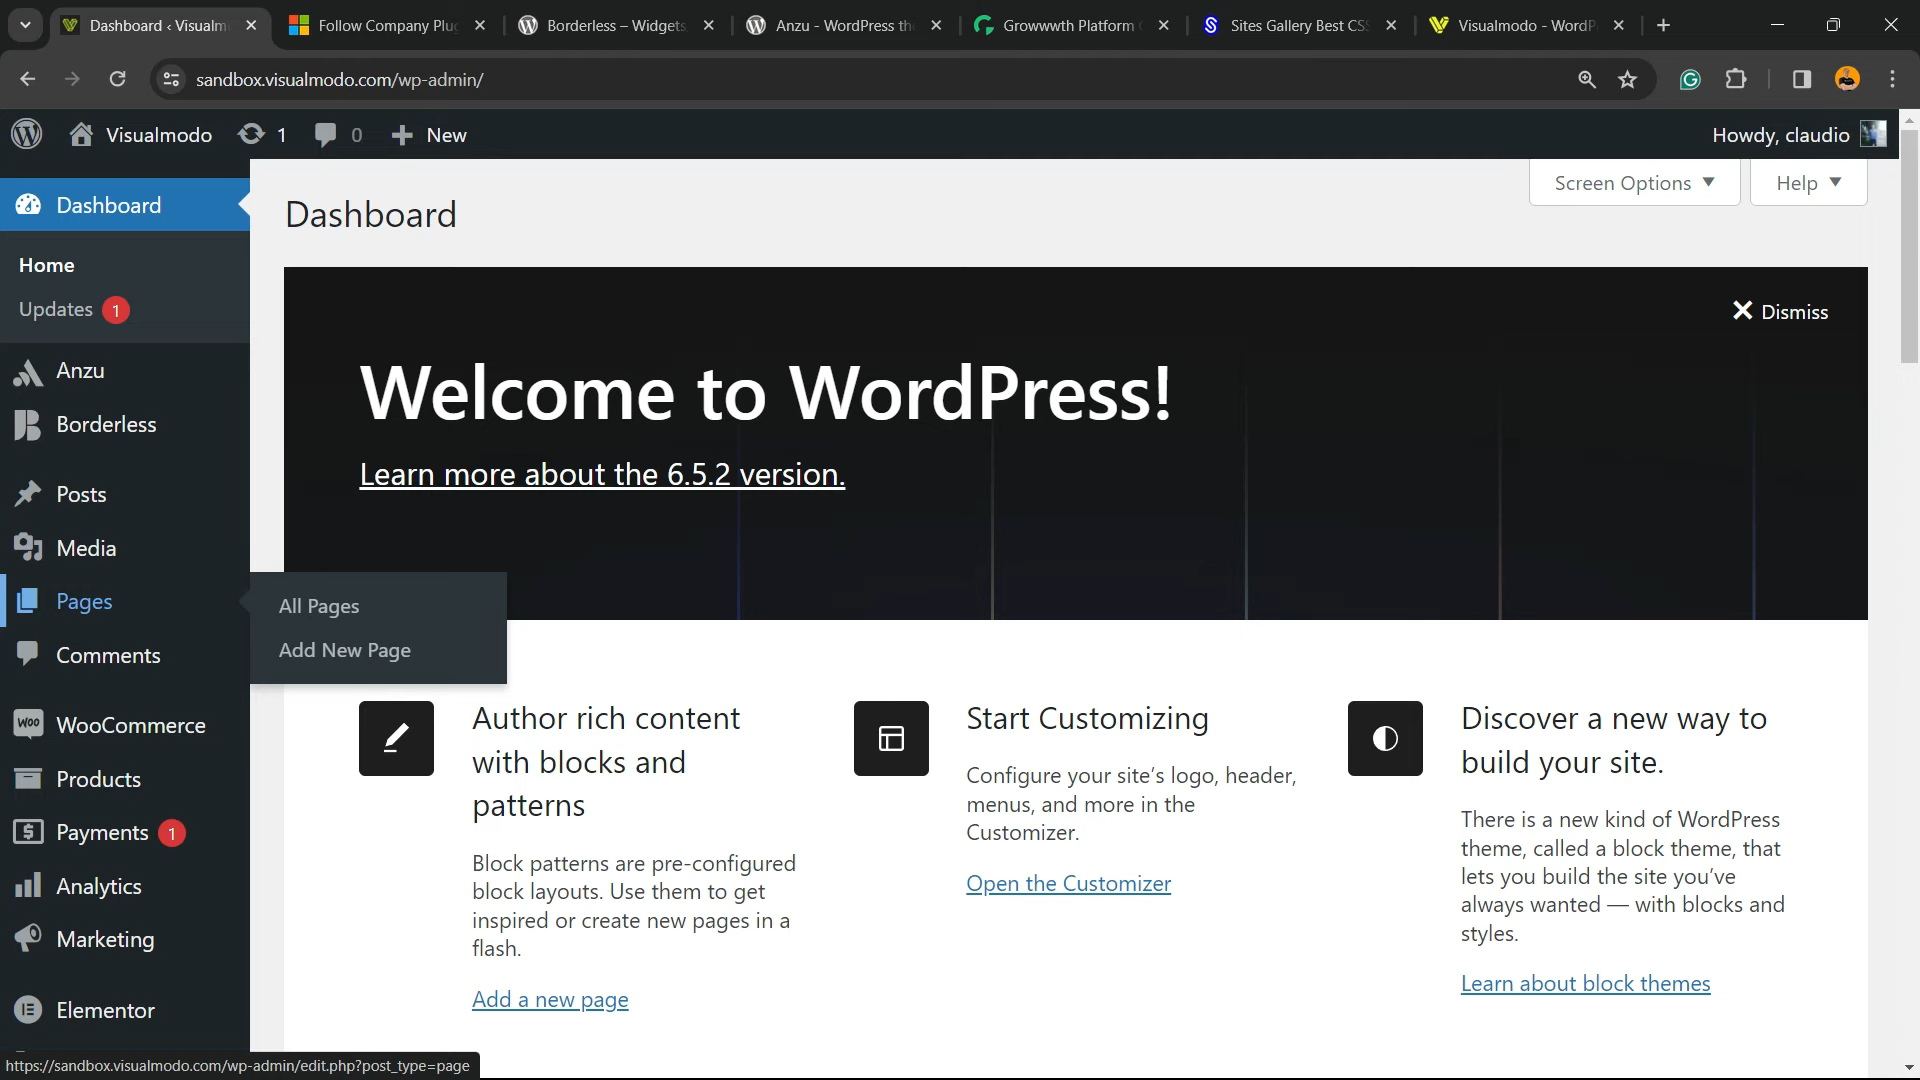 Dashboard ‹ Visualm
Follow Company Plu
Borderless – Widgets
Anzu - WordPress th
Growwwth Platform
Sites Gallery Best CSS
Visualmodo - WordP
sandbox.visualmodo.com/wp-admin/
Visualmodo
1
0
New
Howdy, claudio
Screen Options
Help
Dashboard
Home
Updates 1
Anzu
Borderless
Posts
Media
Pages
Comments
WooCommerce
Products
Payments 1
Analytics
Marketing
Elementor
All Pages
Add New Page
Dashboard
Dismiss
Welcome to WordPress!
Learn more about the 6.5.2 version.
Author rich content
with blocks and
patterns
Block patterns are pre-configured
block layouts. Use them to get
inspired or create new pages in a
flash.
Add a new page
Start Customizing
Configure your site's logo, header,
menus, and more in the
Customizer.
Open the Customizer
Discover a new way to
build your site.
There is a new kind of WordPress
theme, called a block theme, that
lets you build the site you've
always wanted — with blocks and
styles.
Learn about block themes
https://sandbox.visualmodo.com/wp-admin/edit.php?post_type=page